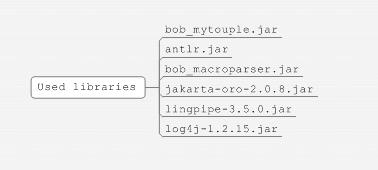 bob_mytouple.jar
antlr.jar
bob_macroparser.jar
Used libraries
jakarta-oro-2.0.8.jar
lingpipe-3.5.0.jar
log4j-1.2.15.jar